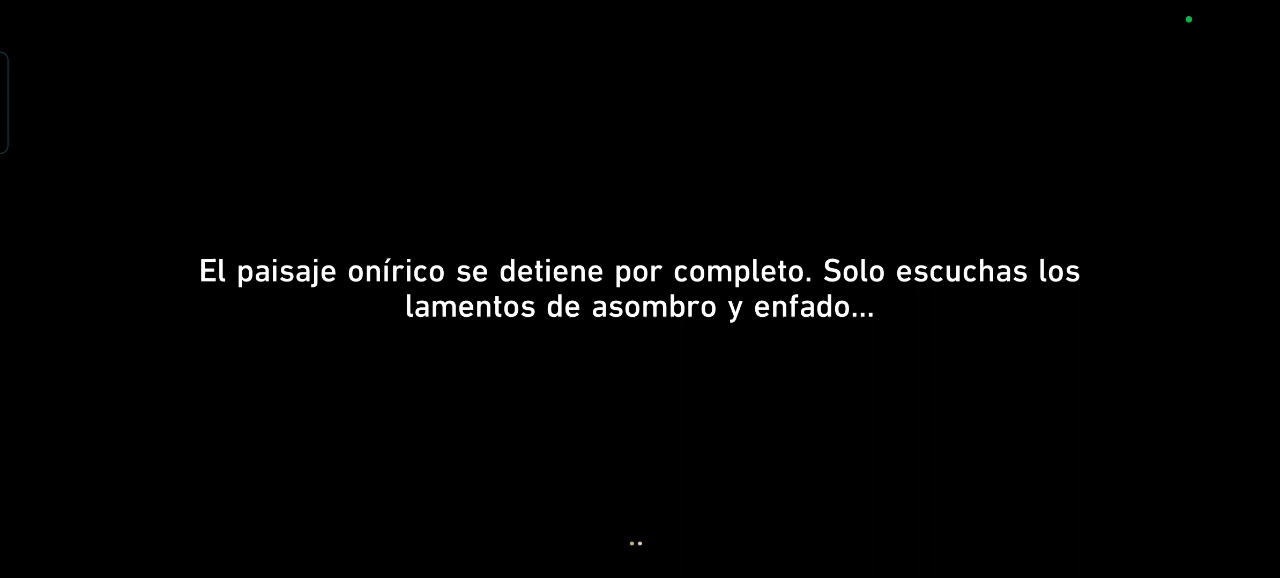 El paisaje onírico se detiene por completo. Solo escuchas los
lamentos de asombro y enfado...